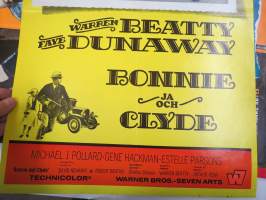 WARREN BEATTY
FAYE DUNAWAY
BONNIE
JA
OCH
CLYDE
MICHAEL J. POLLARD·GENE HACKMAN·ESTELLE PARSONS
TECHNICOLOR®
WARNER BROS.-SEVEN ARTS
W7